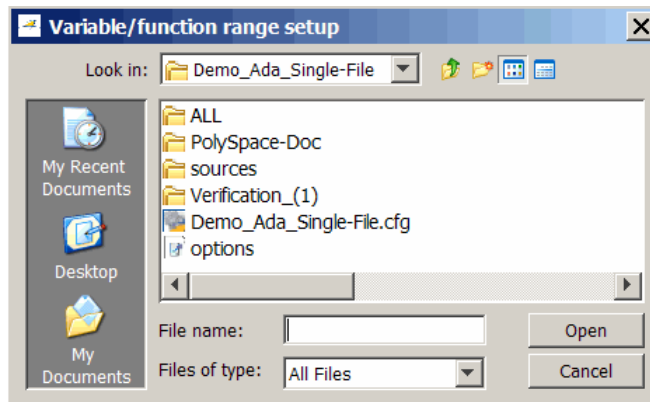 Variable/function range setup
Look in: Demo_Ada_Single-File
My Recent
Documents
Desktop
My
Documents
ALL
PolySpace-Doc
sources
Verification_(1)
Demo_Ada_Single-File.cfg
options
File name: Open
Files of type: All Files Cancel